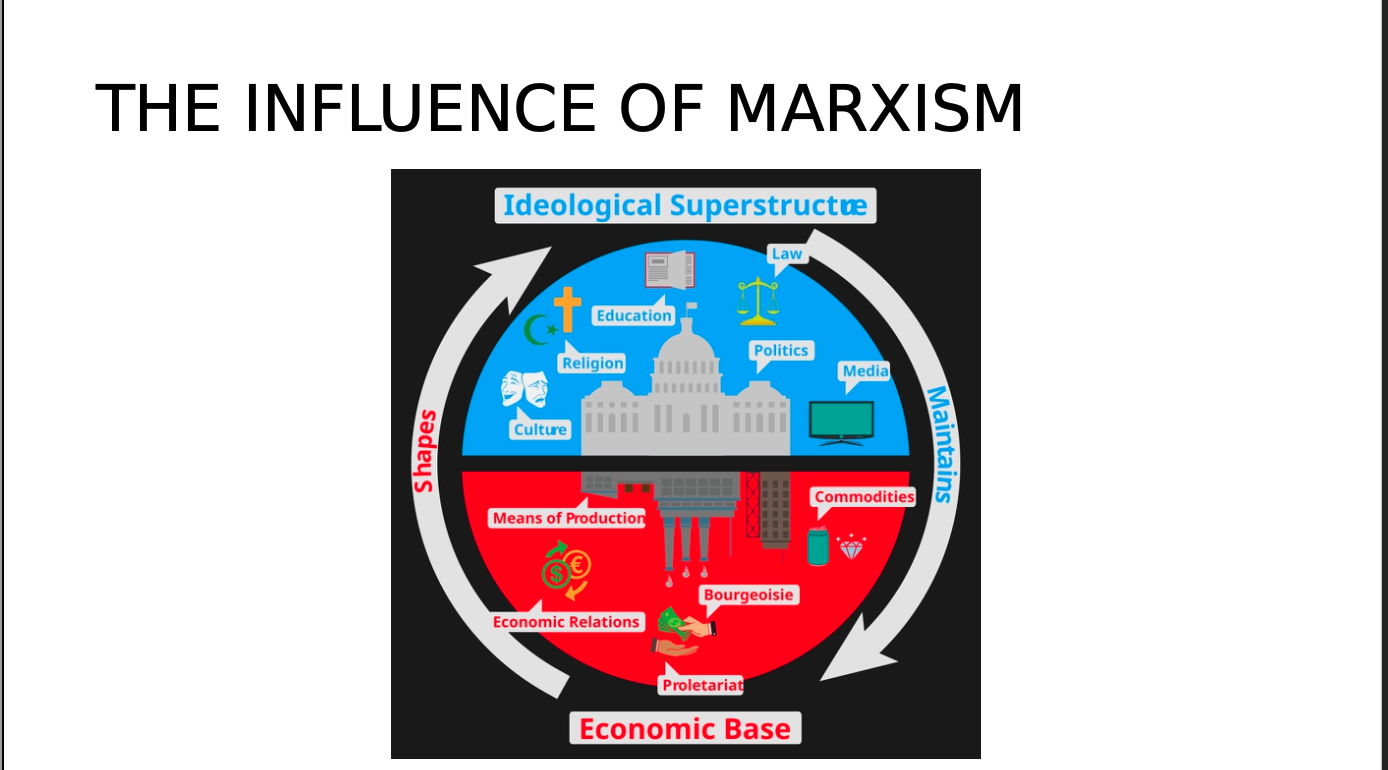 THE INFLUENCE OF MARXISM
Ideological Superstructure
Law
Education
Politics
Religion
Media
Culture
Shapes
Maintains
Commodities
Means of Production
Bourgeoisie
Economic Relations
Proletariat
Economic Base